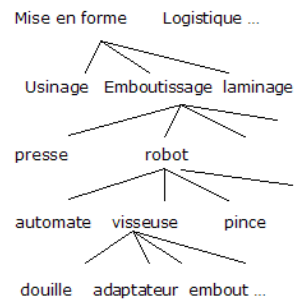 Mise en forme Logistique ...
Usinage Emboutissage laminage
presse robot
automate visseuse pince
douille adaptateur embout ...